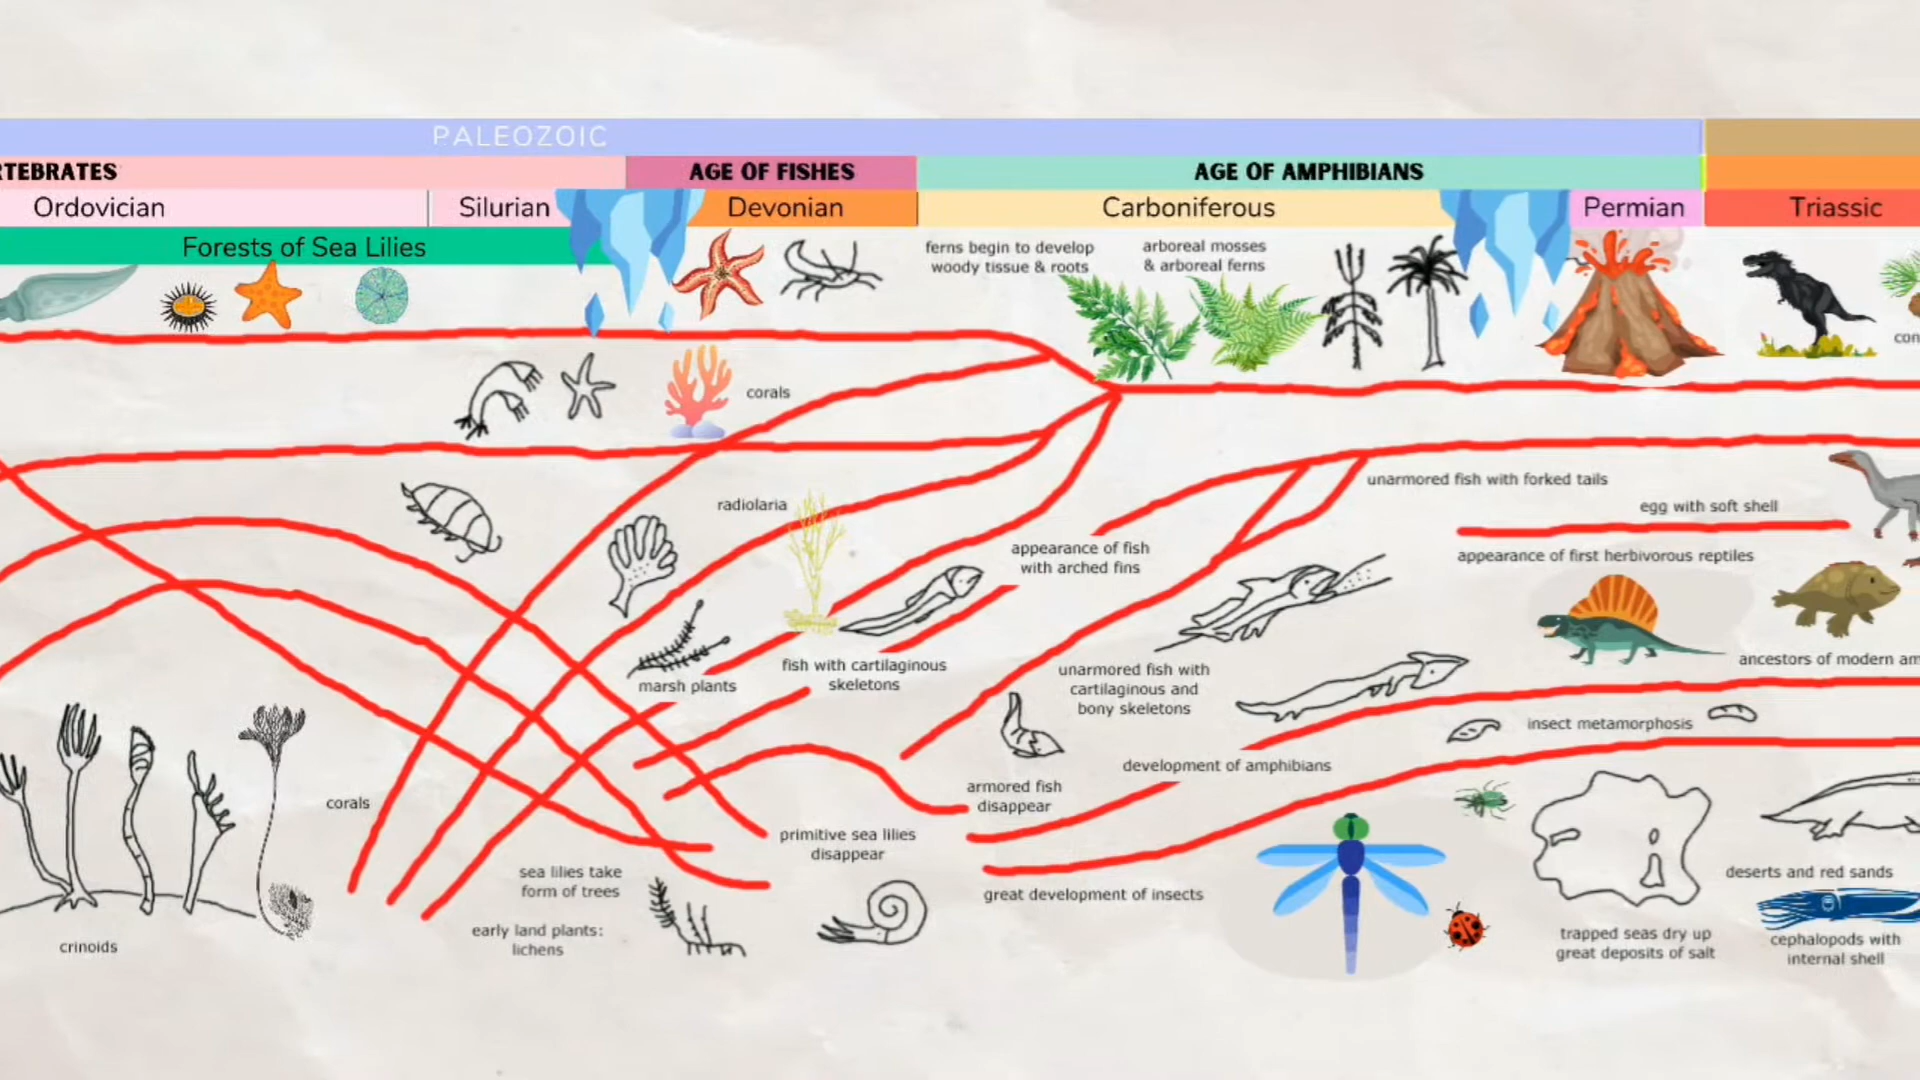 PALEOZOIC
RTEBRATES
AGE OF FISHES
AGE OF AMPHIBIANS
Ordovician
Silurian
Devonian
Carboniferous
Permian
Triassic
Forests of Sea Lilies
ferns begin to develop
woody tissue & roots
arboreal mosses
& arboreal ferns
con
corals
radiolaria
unarmored fish with forked tails
egg with soft shell
appearance of fish
with arched fins
appearance of first herbivorous reptiles
marsh plants
fish with cartilaginous
skeletons
unarmored fish with
cartilaginous and
bony skeletons
ancestors of modern am
insect metamorphosis
development of amphibians
armored fish
disappear
corals
primitive sea lilies
disappear
sea lilies take
form of trees
great development of insects
deserts and red sands
early land plants:
lichens
crinoids
trapped seas dry up
great deposits of salt
cephalopods with
internal shell